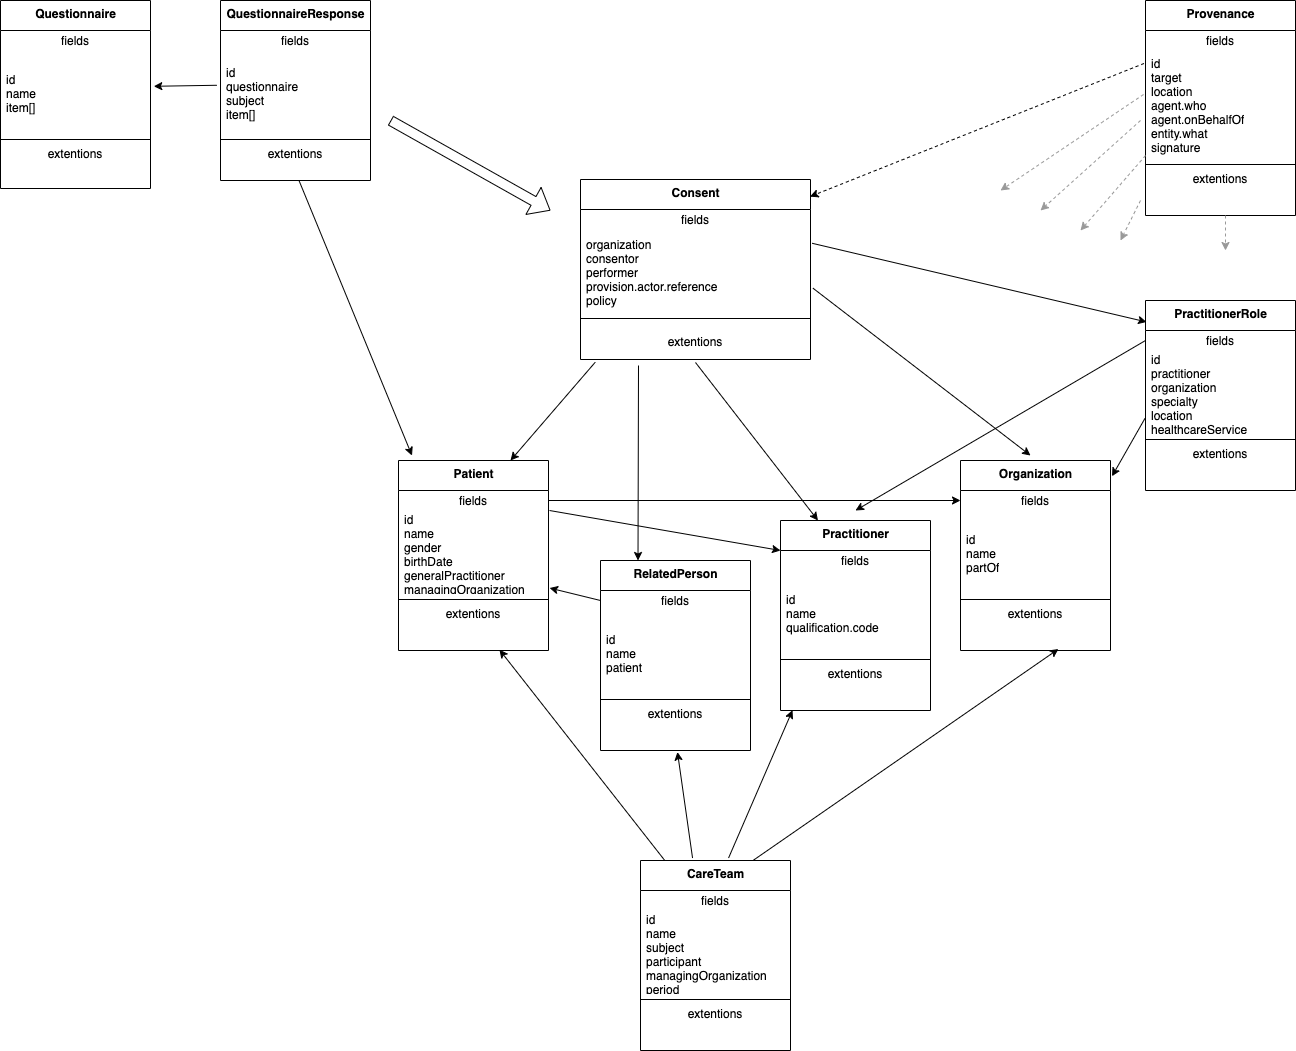 Questionnaire
fields
id
name
item[]
extentions
QuestionnaireResponse
fields
id
questionnaire
subject
item[]
extentions
Provenance
fields
id
target
location
agent.who
agent.onBehalfOf
entity.what
signature
extentions
Consent
fields
organization
consentor
performer
provision.actor.reference
policy
extentions
PractitionerRole
fields
id
practitioner
organization
specialty
location
healthcareService
extentions
Patient
fields
id
name
gender
birthDate
generalPractitioner
managingOrganization
extentions
RelatedPerson
fields
id
name
patient
extentions
Practitioner
fields
id
name
qualification.code
extentions
Organization
fields
id
name
partOf
extentions
CareTeam
fields
id
name
subject
participant
managingOrganization
period
extentions